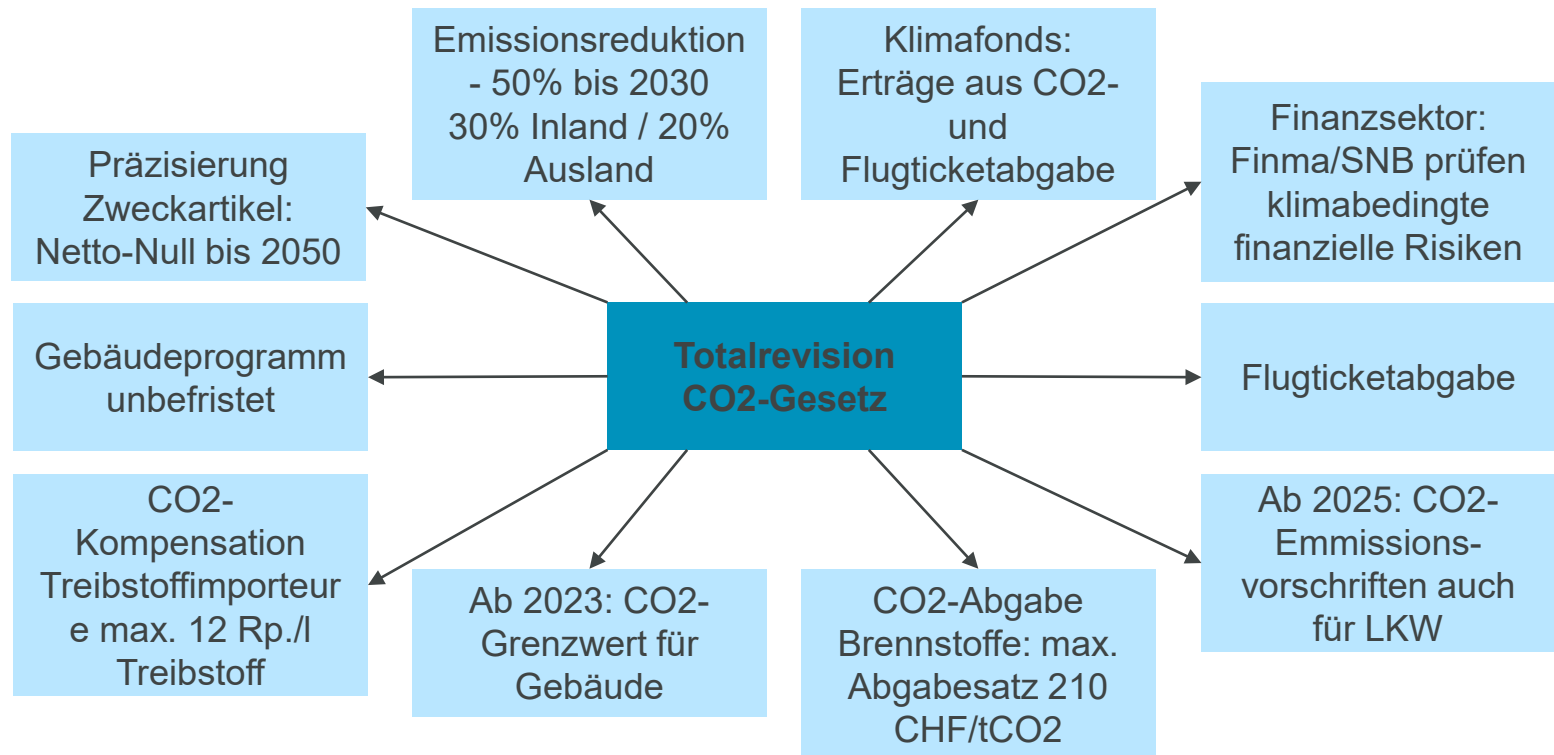 Emissionsreduktion
- 50% bis 2030
30% Inland / 20%
Ausland
Klimafonds:
Erträge aus CO2-
und
Flugticketabgabe
Finanzsektor:
Finma/SNB prüfen
klimabedingte
finanzielle Risiken
Präzisierung
Zweckartikel:
Netto-Null bis 2050
Gebäudeprogramm
unbefristet
Totalrevision
CO2-Gesetz
Flugticketabgabe
CO2-
Kompensation
Treibstoffimporteur
e max. 12 Rp./l
Treibstoff
Ab 2023: CO2-
Grenzwert für
Gebäude
CO2-Abgabe
Brennstoffe: max.
Abgabesatz 210
CHF/tCO2
Ab 2025: CO2-
Emmissions-
vorschriften auch
für LKW